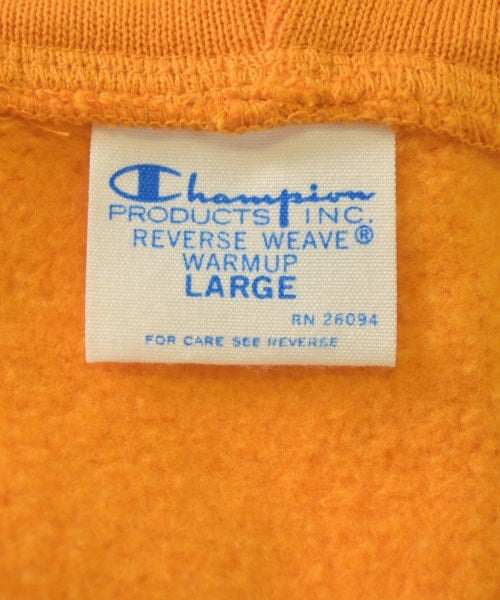 Champion
PRODUCTS INC.
REVERSE WEAVE®
WARMUP
LARGE
RN 26094
FOR CARE SEE REVERSE